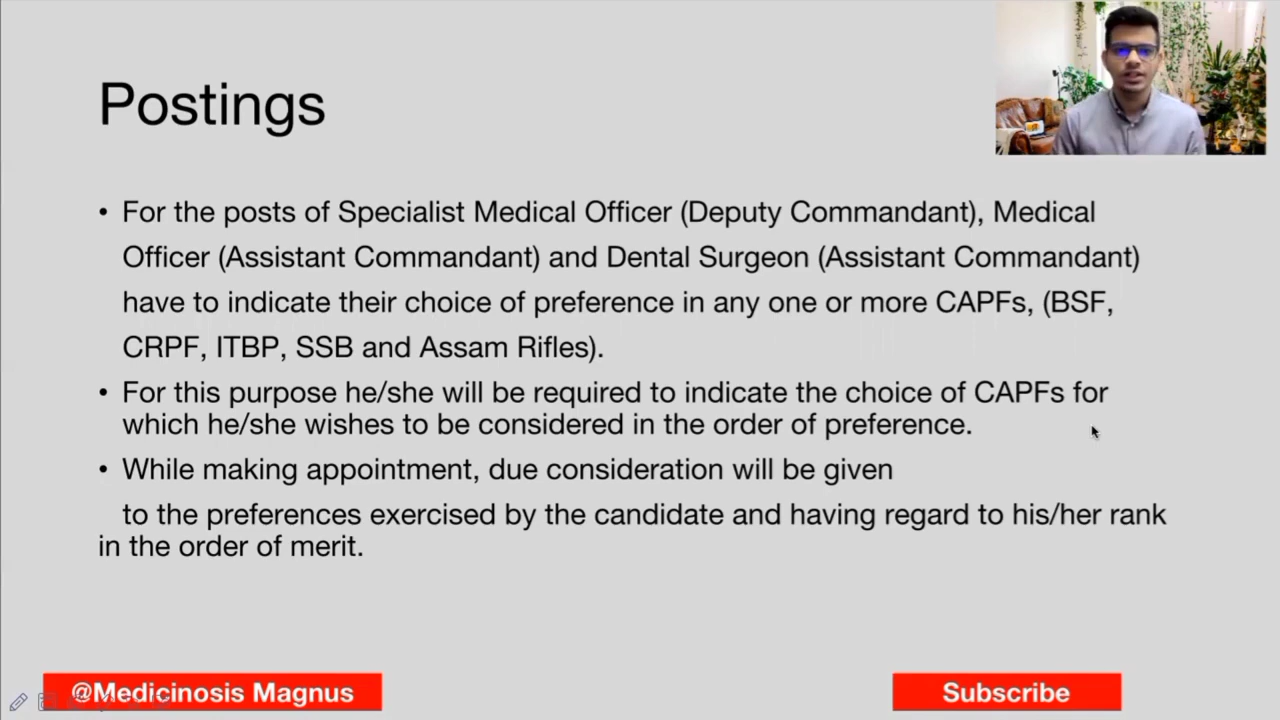 Postings
• For the posts of Specialist Medical Officer (Deputy Commandant), Medical
Officer (Assistant Commandant) and Dental Surgeon (Assistant Commandant)
have to indicate their choice of preference in any one or more CAPFs, (BSF,
CRPF, ITBP, SSB and Assam Rifles).
• For this purpose he/she will be required to indicate the choice of CAPFs for
which he/she wishes to be considered in the order of preference.
• While making appointment, due consideration will be given
to the preferences exercised by the candidate and having regard to his/her rank
in the order of merit.
@Medicinosis Magnus
Subscribe